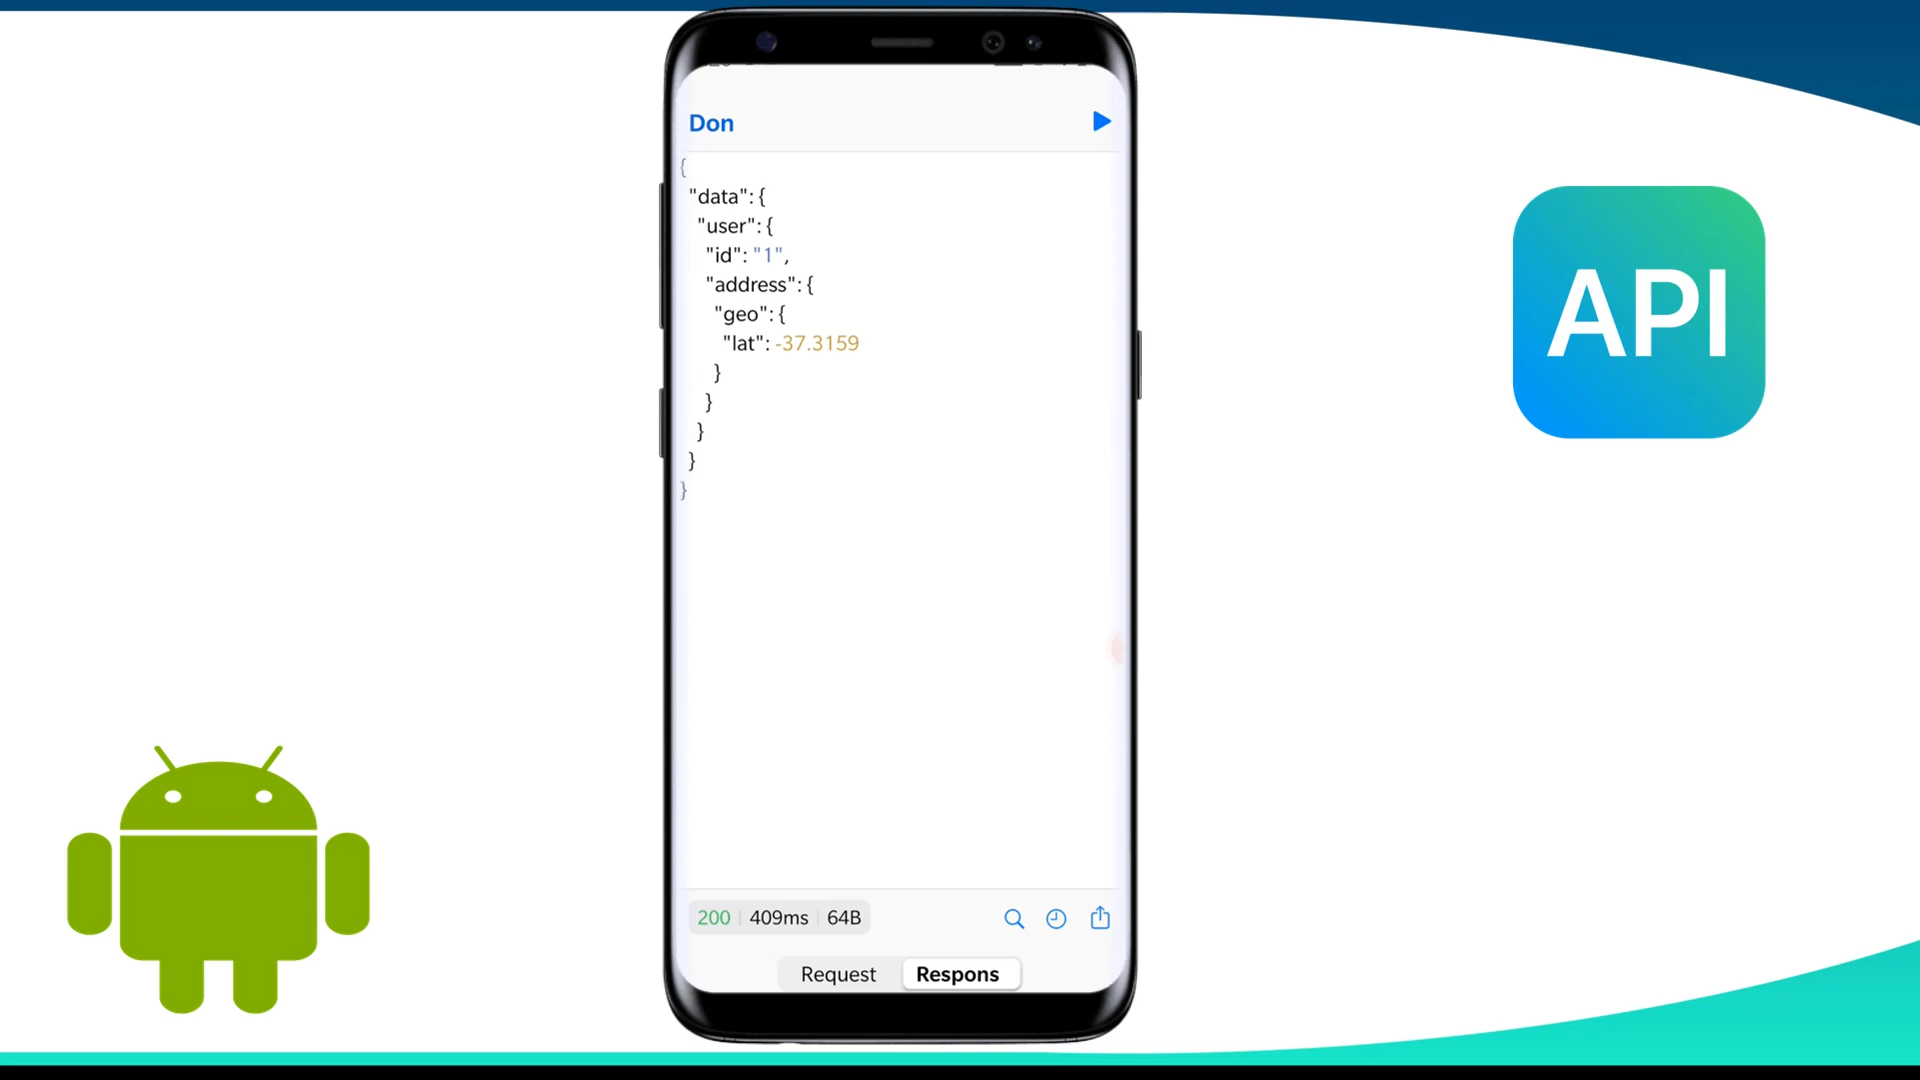 Don
{
"data": {
"user": {
"id": "1",
"address": {
"geo": {
"lat": -37.3159
}
}
}
}
}
API
200 409ms 64B
Request Respons